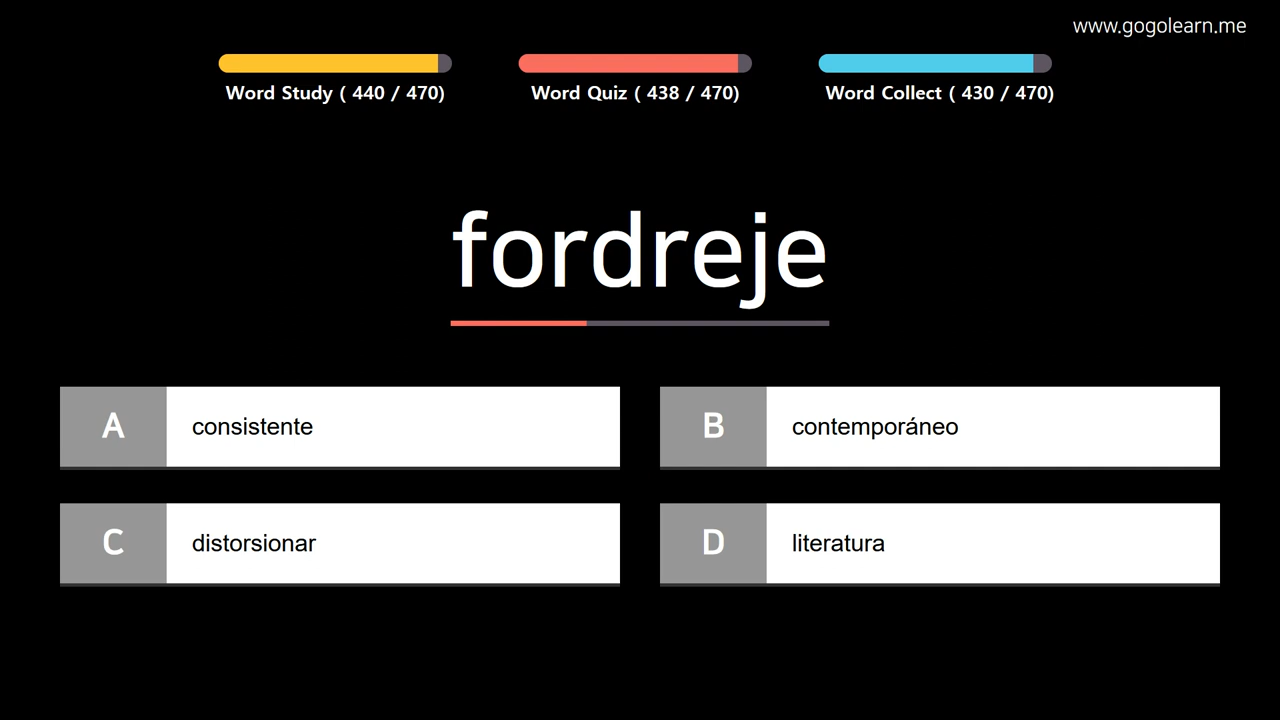 www.gogolearn.me
Word Study ( 440 / 470)
Word Quiz ( 438 / 470)
Word Collect ( 430 / 470)
fordreje
A consistente
B contemporáneo
C distorsionar
D literatura